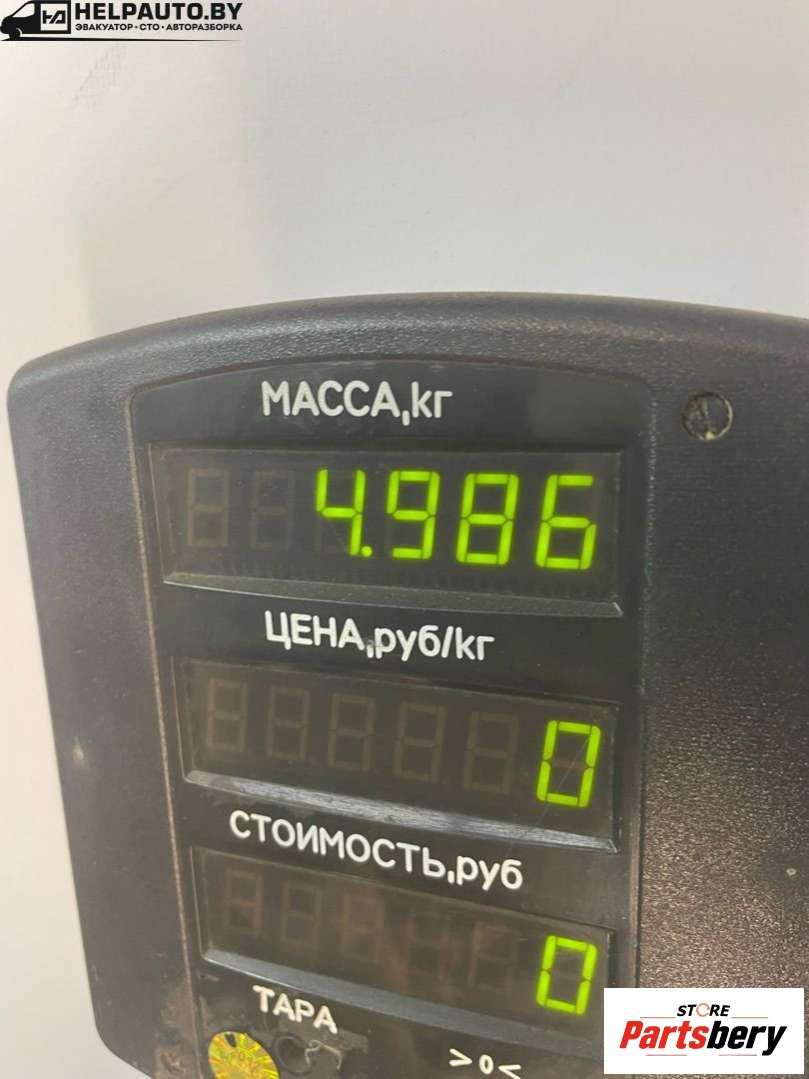 HELPAUTO.BY
ЭВАКУАТОР•СТО•АВТОРАЗБОРКА
МАССА,кг
4.986
ЦЕНА,руб/кг
0
СТОИМОСТЬ,руб
0
ТАРА
>0<
STORE
Partsbery